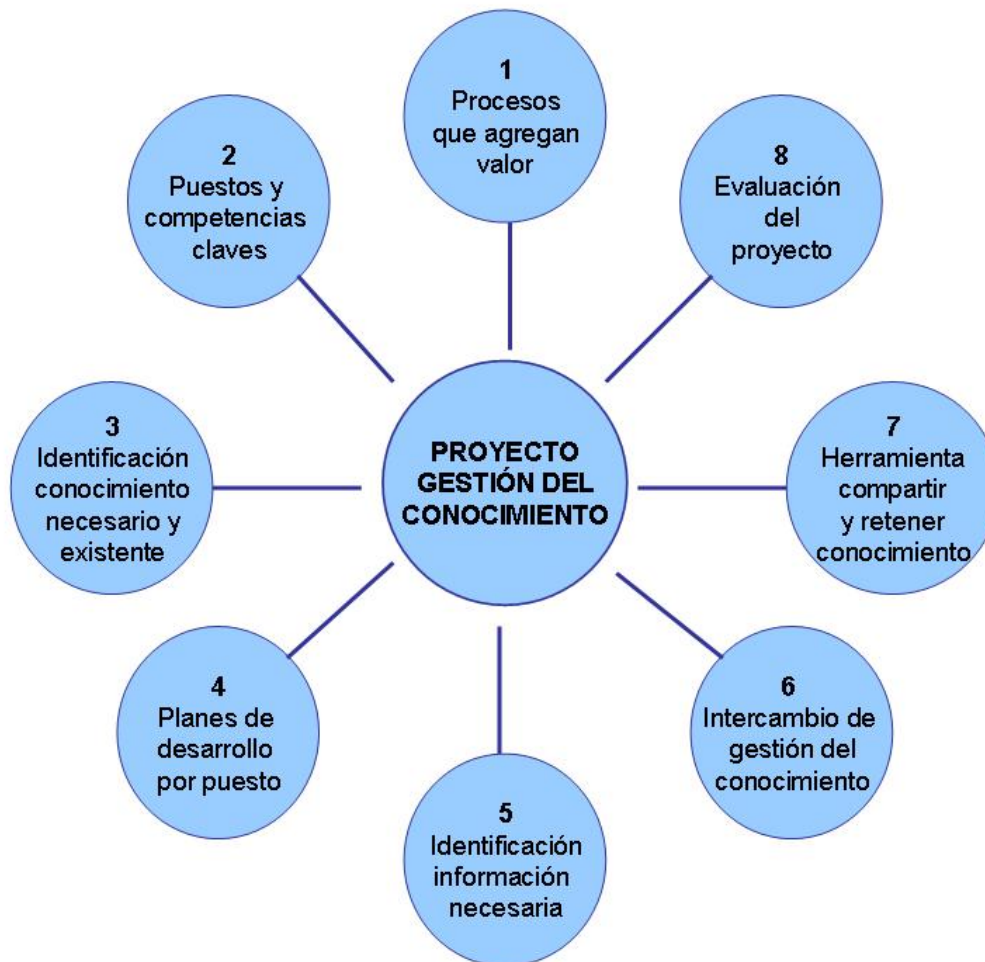 1
Procesos
que agregan
valor
2
Puestos y
competencias
claves
3
Identificación
conocimiento
necesario y
existente
4
Planes de
desarrollo
por puesto
5
Identificación
información
necesaria
6
Intercambio de
gestión del
conocimiento
7
Herramienta
compartir
y retener
conocimiento
8
Evaluación
del
proyecto
PROYECTO
GESTIÓN DEL
CONOCIMIENTO